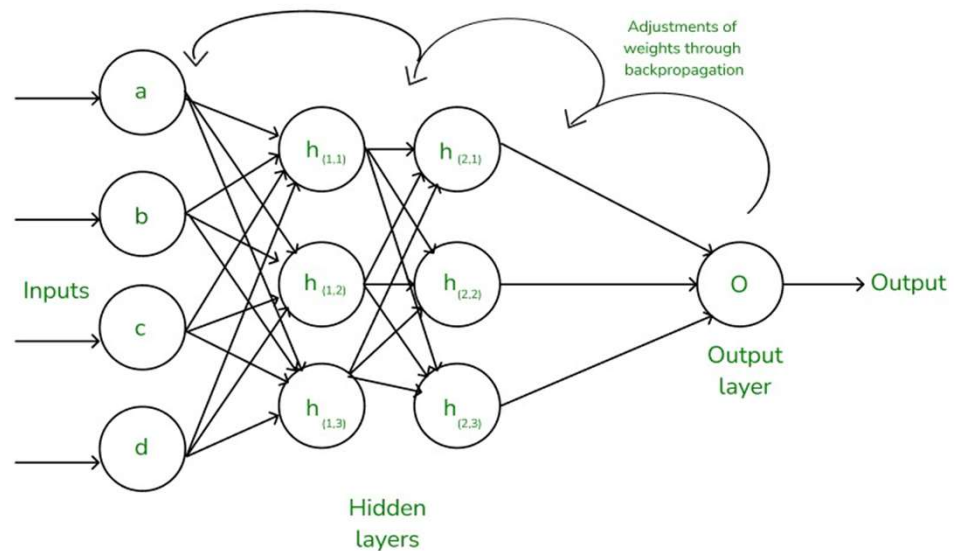 Adjustments of
weights through
backpropagation
a
h (1,1)
h (2,1)
b
Inputs
h (1,2)
h (2,2)
O
Output
c
Output
layer
h (1,3)
h (2,3)
d
Hidden
layers